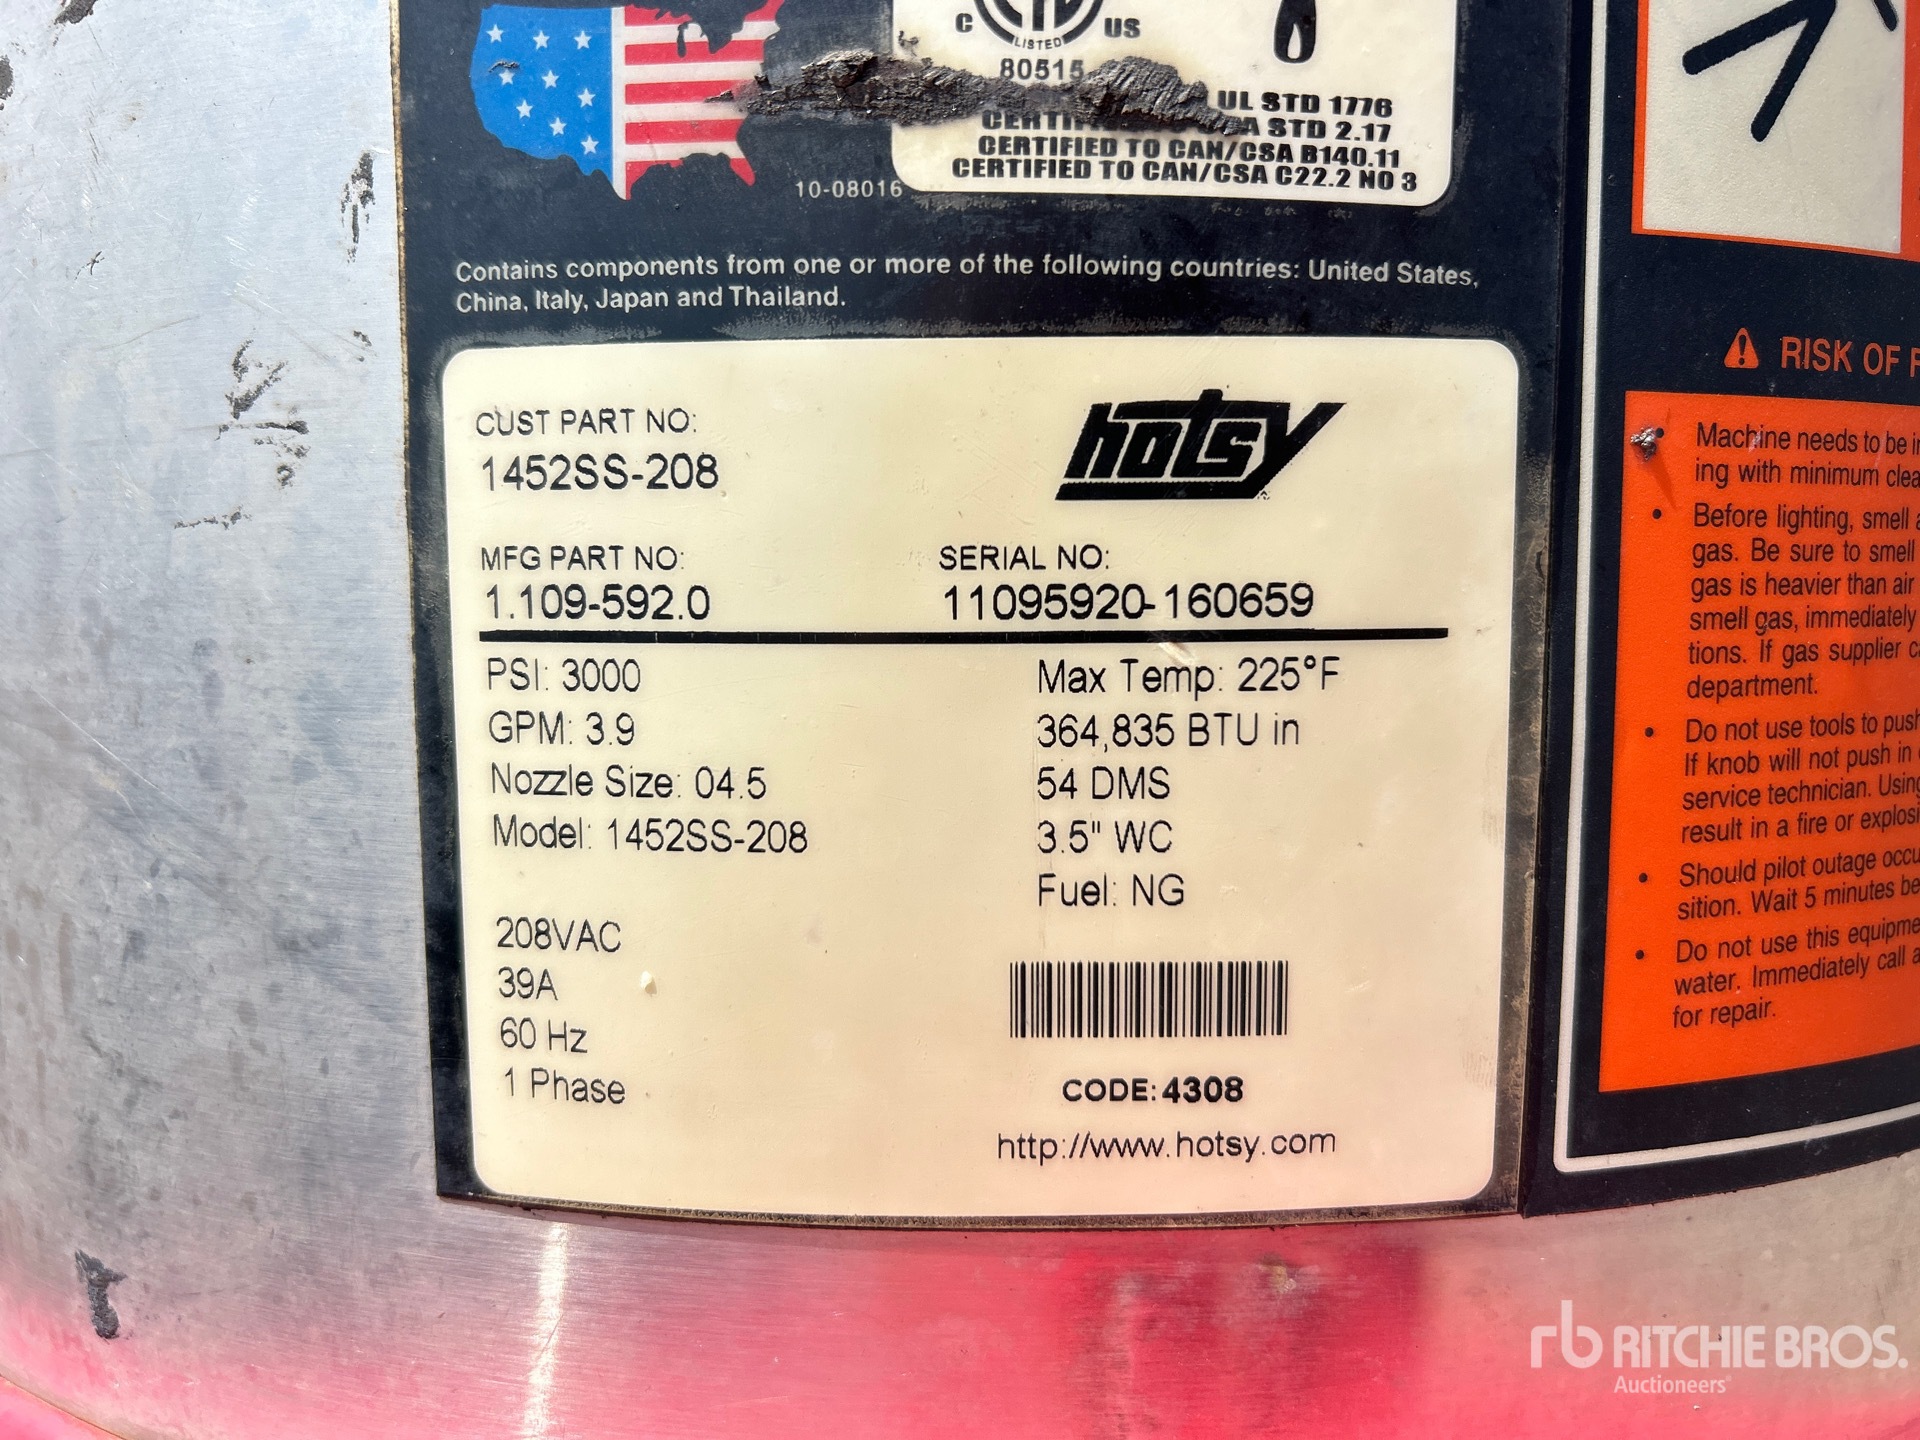 C US
LISTED
80515
UL STD 1776
STD 2.17
CERTIFIED TO CAN/CSA B140.11
CERTIFIED TO CAN/CSA C22.2 NO 3
10-08016
Contains components from one or more of the following countries: United States,
China, Italy, Japan and Thailand.
CUST PART NO:
1452SS-208
hotsy
MFG PART NO:
1.109-592.0
SERIAL NO:
11095920-160659
PSI: 3000
GPM: 3.9
Nozzle Size: 04.5
Model: 1452SS-208
208VAC
39A
60 Hz
1 Phase
Max Temp: 225°F
364,835 BTU in
54 DMS
3.5" WC
Fuel: NG
CODE: 4308
http://www.hotsy.com
RISK OF
• Machine needs to be
ing with minimum
• Before lighting, smell
gas. Be sure to smell
gas is heavier than air
smell gas, immediately
tions. If gas supplier
department.
• Do not use tools to push
If knob will not push in
service technician.
result in a fire or
• Should pilot outage
sition. Wait 5 minutes
• Do not use this
water. Immediately call
for repair.
rb RITCHIE BROS.
Auctioneers